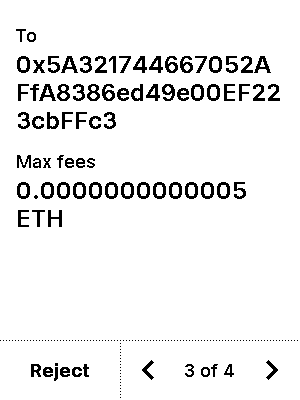 To
0x5A321744667052A
FfA8386ed49e00EF22
3cbFFc3
Max fees
0.0000000000005
ETH
Reject
3 of 4